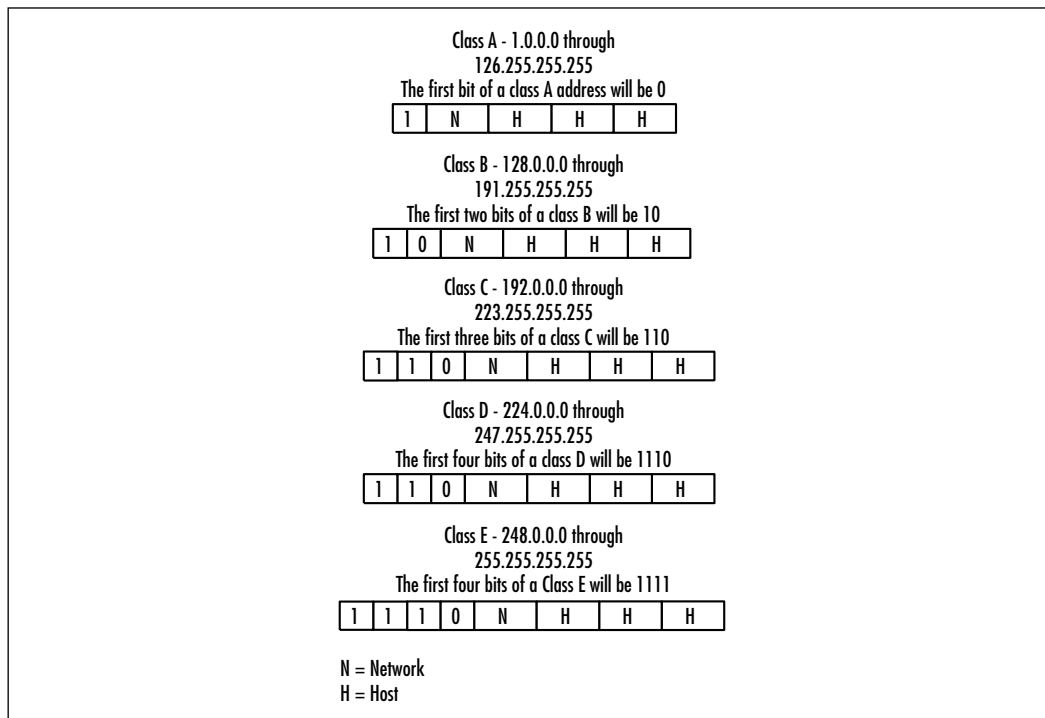 Class A - 1.0.0.0 through
126.255.255.255
The first bit of a class A address will be 0
1 N H H H
Class B - 128.0.0.0 through
191.255.255.255
The first two bits of a class B will be 10
1 0 N H H H
Class C - 192.0.0.0 through
223.255.255.255
The first three bits of a class C will be 110
1 1 0 N H H H
Class D - 224.0.0.0 through
247.255.255.255
The first four bits of a class D will be 1110
1 1 0 N H H H
Class E - 248.0.0.0 through
255.255.255.255
The first four bits of a Class E will be 1111
1 1 1 0 N H H H
N = Network
H = Host